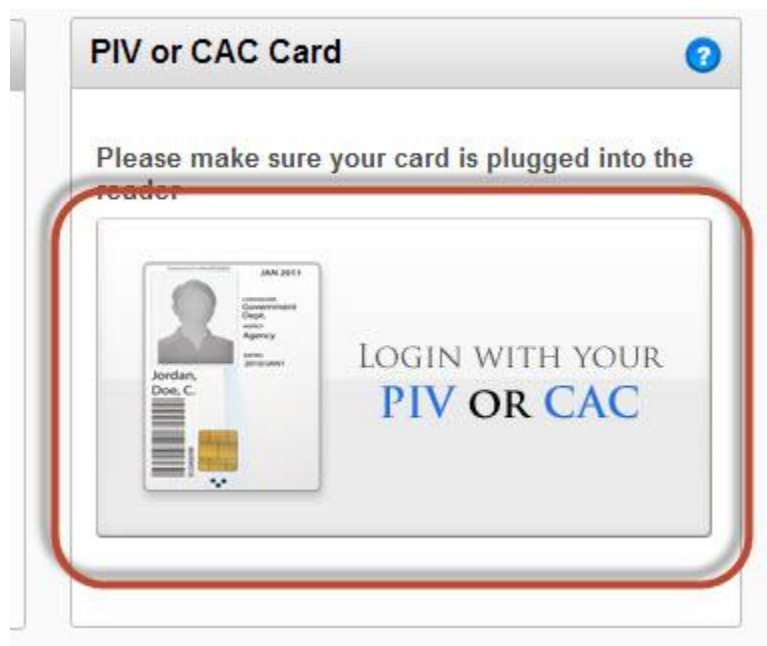 PIV or CAC Card
?
Please make sure your card is plugged into the
reader
JAN 2011
Government
Dept.
Agency
Jordan,
Doe, C.
LOGIN WITH YOUR
PIV OR CAC